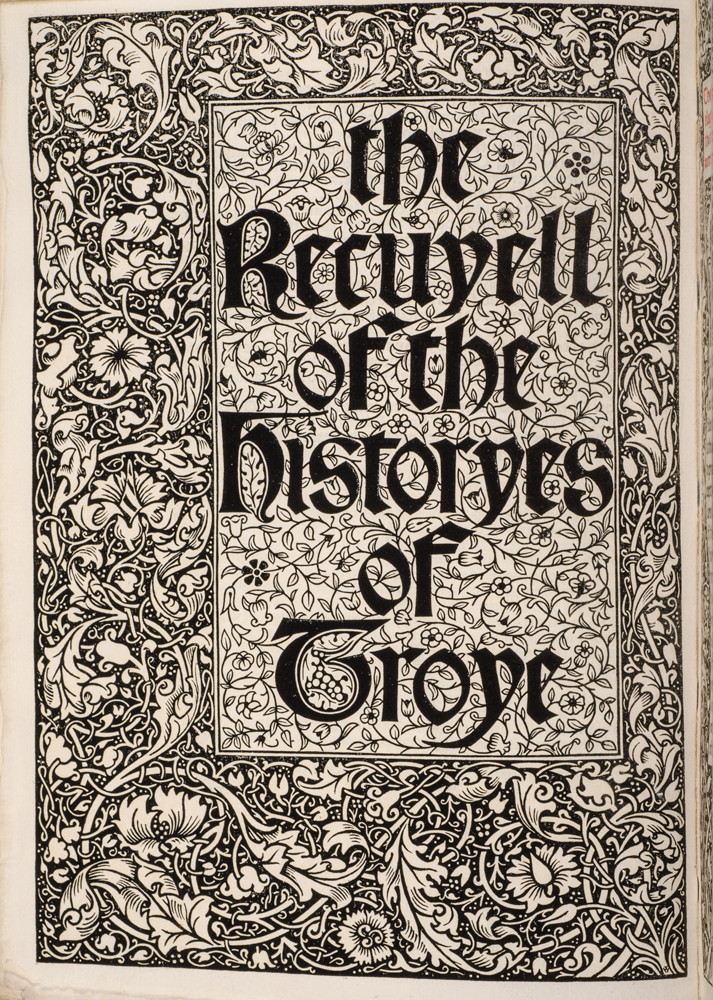 the
Recuyell
of the
historyes
of
Troye